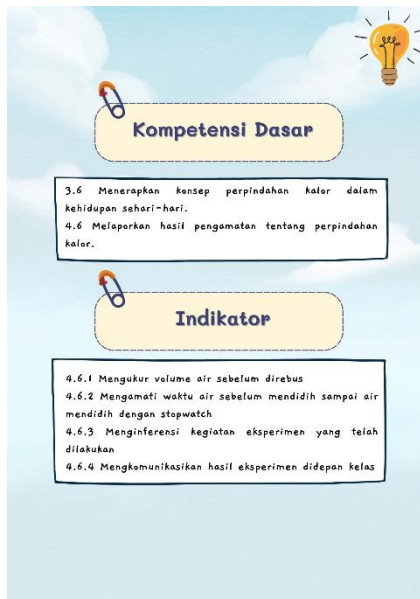 Kompetensi Dasar
3.6 Menerapkan konsep perpindahan kalor dalam
kehidupan sehari-hari.
4.6 Melaporkan hasil pengamatan tentang perpindahan
kalor.
Indikator
4.6.1 Mengukur volume air sebelum direbus
4.6.2 Mengamati waktu air sebelum mendidih sampai air
mendidih dengan stopwatch
4.6.3 Menginferensi kegiatan eksperimen yang telah
dilakukan
4.6.4 Mengkomunikasikan hasil eksperimen didepan kelas